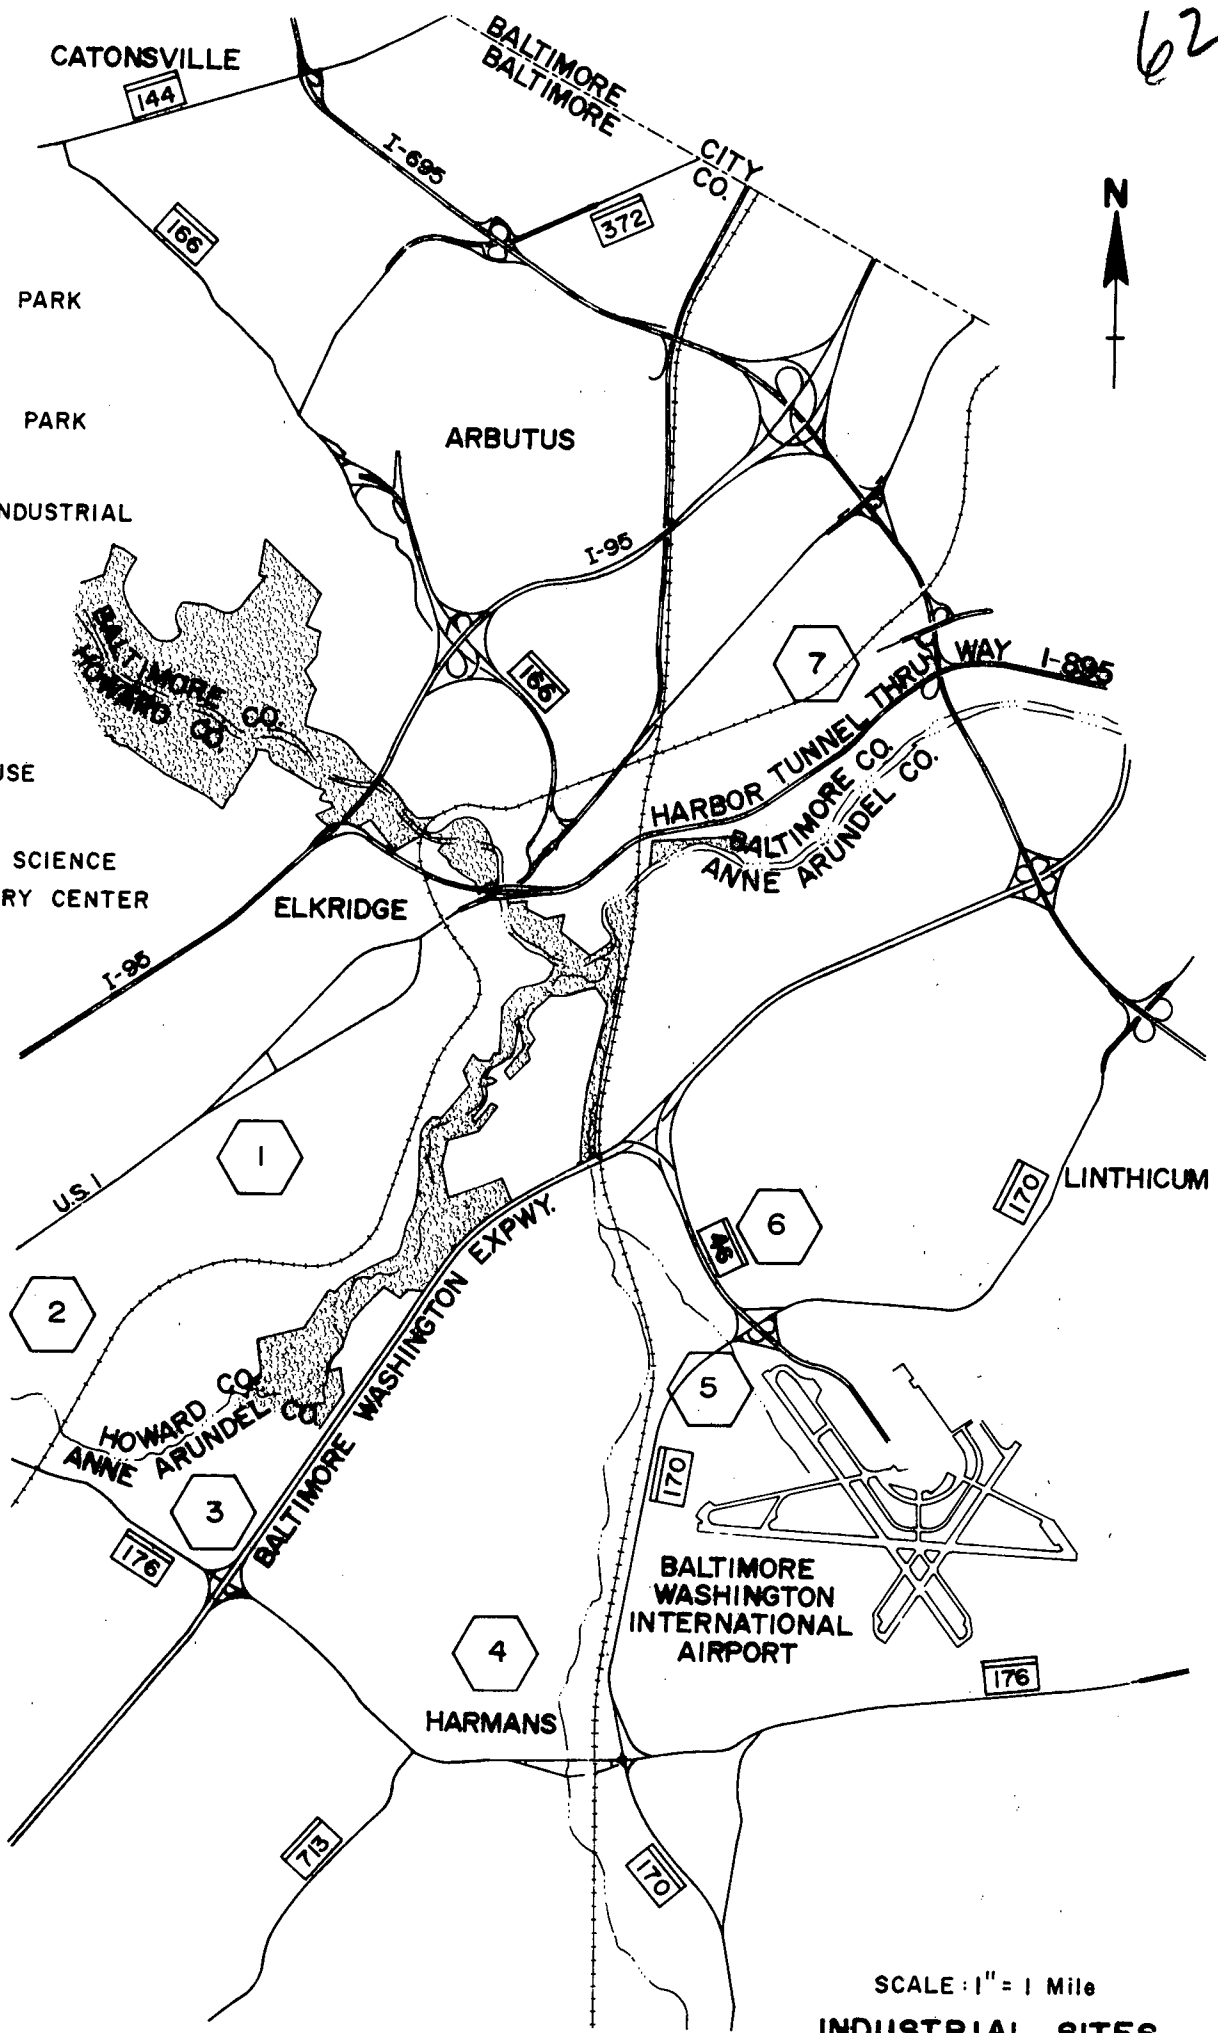 62
CATONSVILLE
144
BALTIMORE CITY
BALTIMORE CO.
I-695
372
166
N
PARK
PARK
ARBUTUS
NDUSTRIAL
I-95
BALTIMORE CO.
HOWARD CO.
166
7
HARBOR TUNNEL THRUWAY I-895
BALTIMORE CO.
ANNE ARUNDEL CO.
USE
SCIENCE
RY CENTER
ELKRIDGE
I-95
1
U.S. 1
LINTHICUM
170
46
6
2
5
BALTIMORE WASHINGTON EXPWY.
HOWARD CO.
ANNE ARUNDEL CO.
170
3
176
BALTIMORE
WASHINGTON
INTERNATIONAL
AIRPORT
4
176
HARMANS
713
170
SCALE: 1" = 1 Mile
INDUSTRIAL SITES